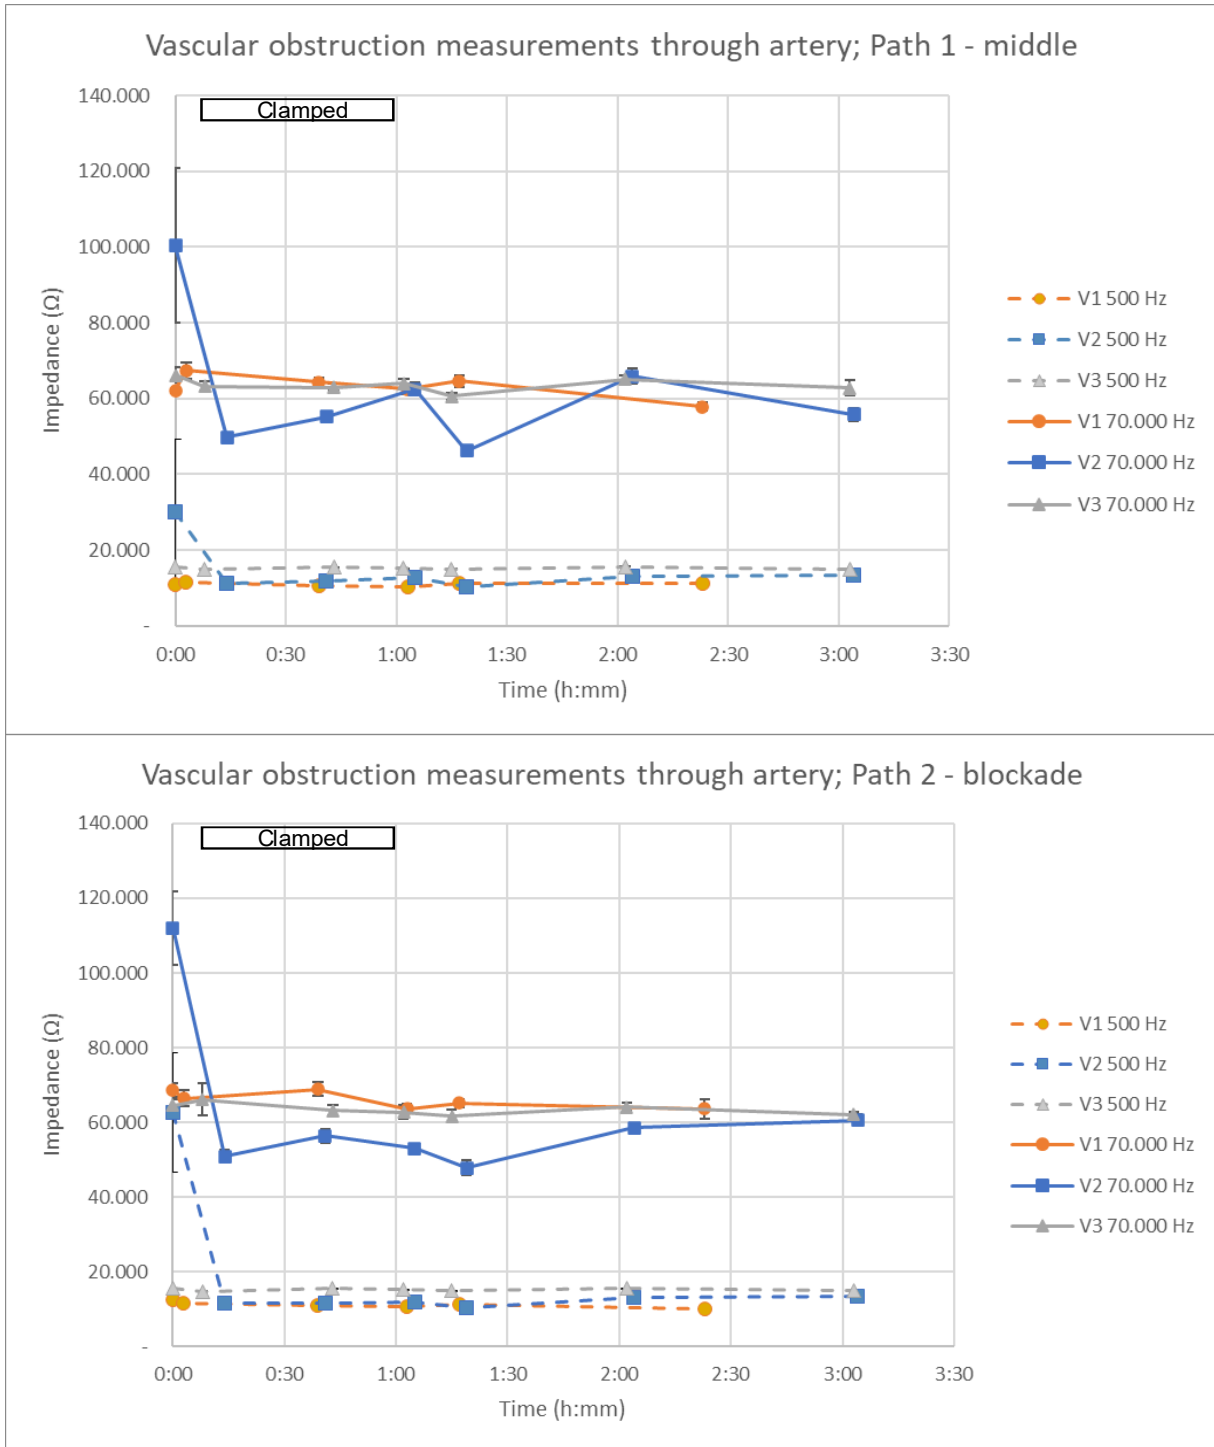 Vascular obstruction measurements through artery; Path 1 - middle
Clamped
140.000
120.000
100.000
80.000
60.000
40.000
20.000
-
Impedance (Ω)
0:00 0:30 1:00 1:30 2:00 2:30 3:00 3:30
Time (h:mm)
V1 500 Hz
V2 500 Hz
V3 500 Hz
V1 70.000 Hz
V2 70.000 Hz
V3 70.000 Hz
Vascular obstruction measurements through artery; Path 2 - blockade
Clamped
140.000
120.000
100.000
80.000
60.000
40.000
20.000
-
Impedance (Ω)
0:00 0:30 1:00 1:30 2:00 2:30 3:00 3:30
Time (h:mm)
V1 500 Hz
V2 500 Hz
V3 500 Hz
V1 70.000 Hz
V2 70.000 Hz
V3 70.000 Hz